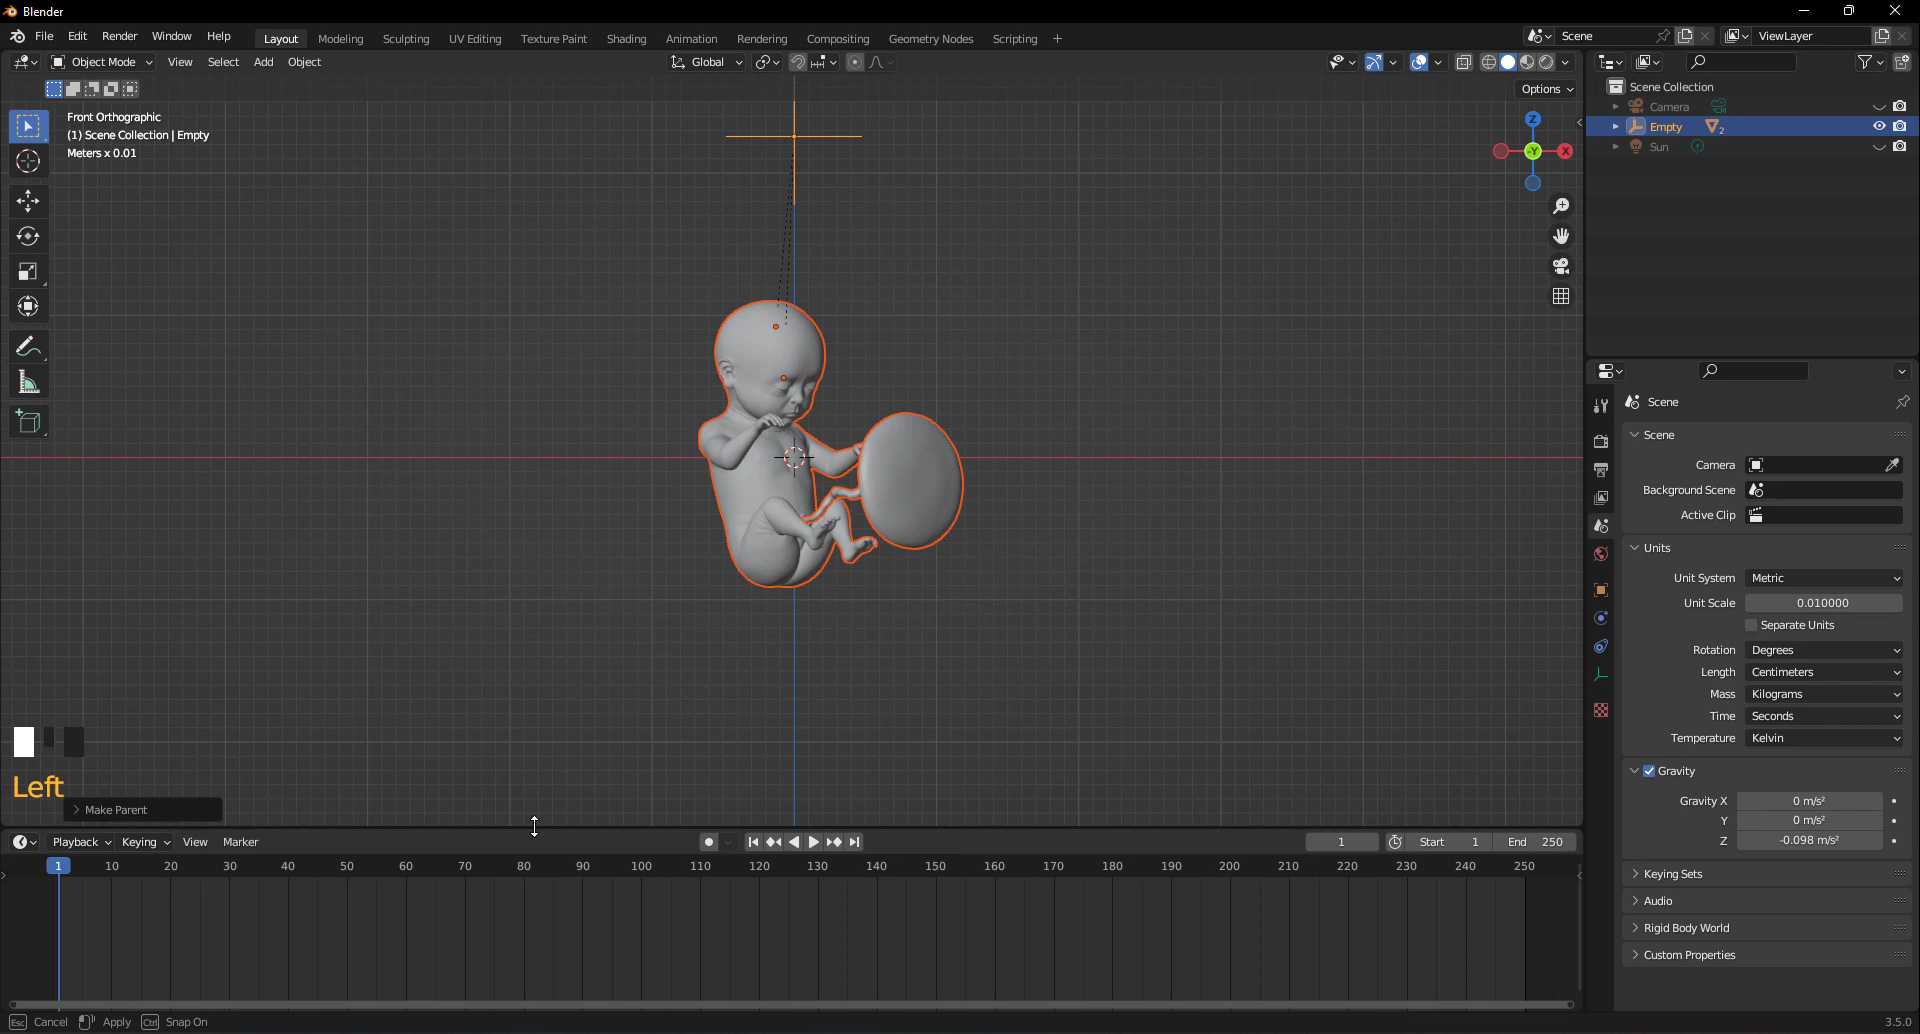 Blender
File Edit Render Window Help Layout Modeling Sculpting UV Editing Texture Paint Shading Animation Rendering Compositing Geometry Nodes Scripting + Scene ViewLayer
Object Mode View Select Add Object Global
Options
Front Orthographic
(1) Scene Collection | Empty
Meters x 0.01
Z
-Y
X
Scene Collection
Camera
Empty 2
Sun
Scene
Scene
Camera
Background Scene
Active Clip
Units
Unit System Metric
Unit Scale 0.010000
Separate Units
Rotation Degrees
Length Centimeters
Mass Kilograms
Time Seconds
Temperature Kelvin
Gravity
Gravity X 0 m/s²
Y 0 m/s²
Z -0.098 m/s²
Keying Sets
Audio
Rigid Body World
Custom Properties
Left
Make Parent
Playback Keying View Marker 1 Start 1 End 250
1 10 20 30 40 50 60 70 80 90 100 110 120 130 140 150 160 170 180 190 200 210 220 230 240 250
Esc Cancel Apply Ctrl Snap On 3.5.0